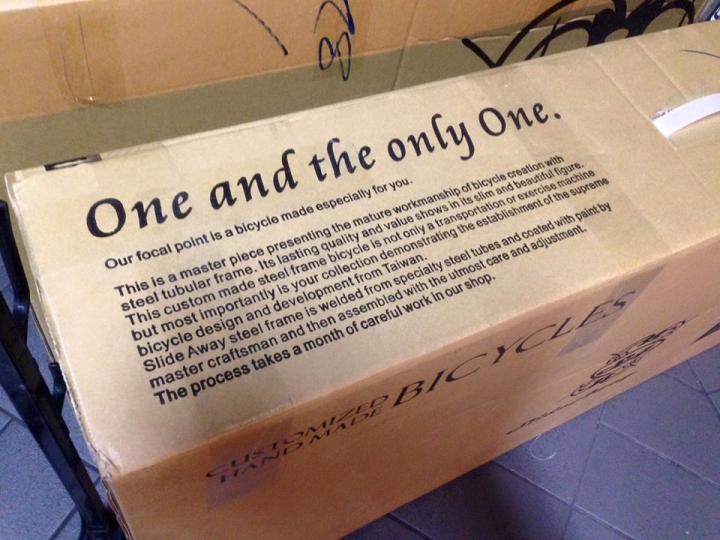 82
One and the only One.
Our focal point is a bicycle made especially for you.
This is a master piece presenting the mature workmanship of bicycle creation with
steel tubular frame. Its lasting quality and value shows in its slim and beautiful figure.
This custom made steel frame bicycle is not only a transportation or exercise machine
but most importantly is your collection demonstrating the establishment of the supreme
bicycle design and development from Taiwan.
Slide Away steel frame is welded from specialty steel tubes and coated with paint by
master craftsman and then assembled with the utmost care and adjustment.
The process takes a month of careful work in our shop.
CUSTOMIZED
HAND MADE
BICYCLES